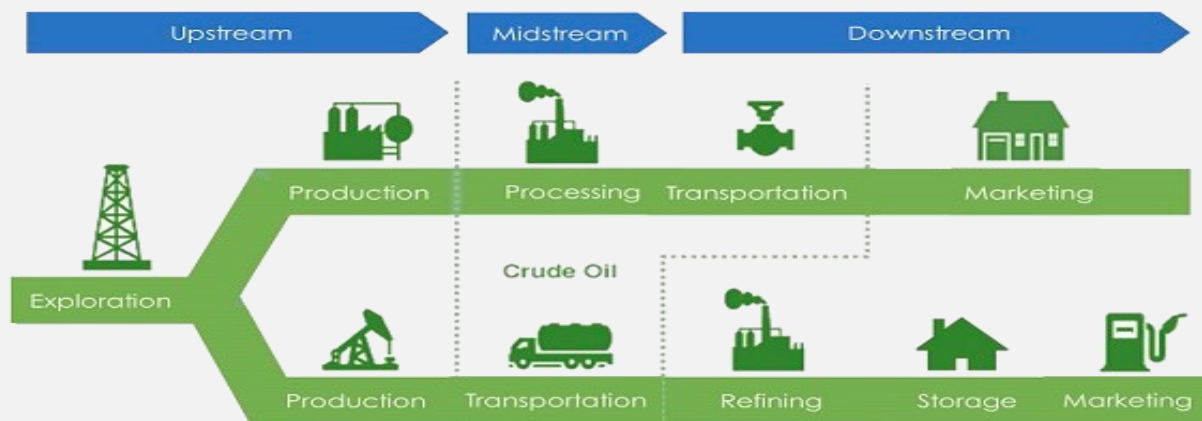 Upstream
Midstream
Downstream
Production
Processing
Transportation
Marketing
Crude Oil
Exploration
Production
Transportation
Refining
Storage
Marketing